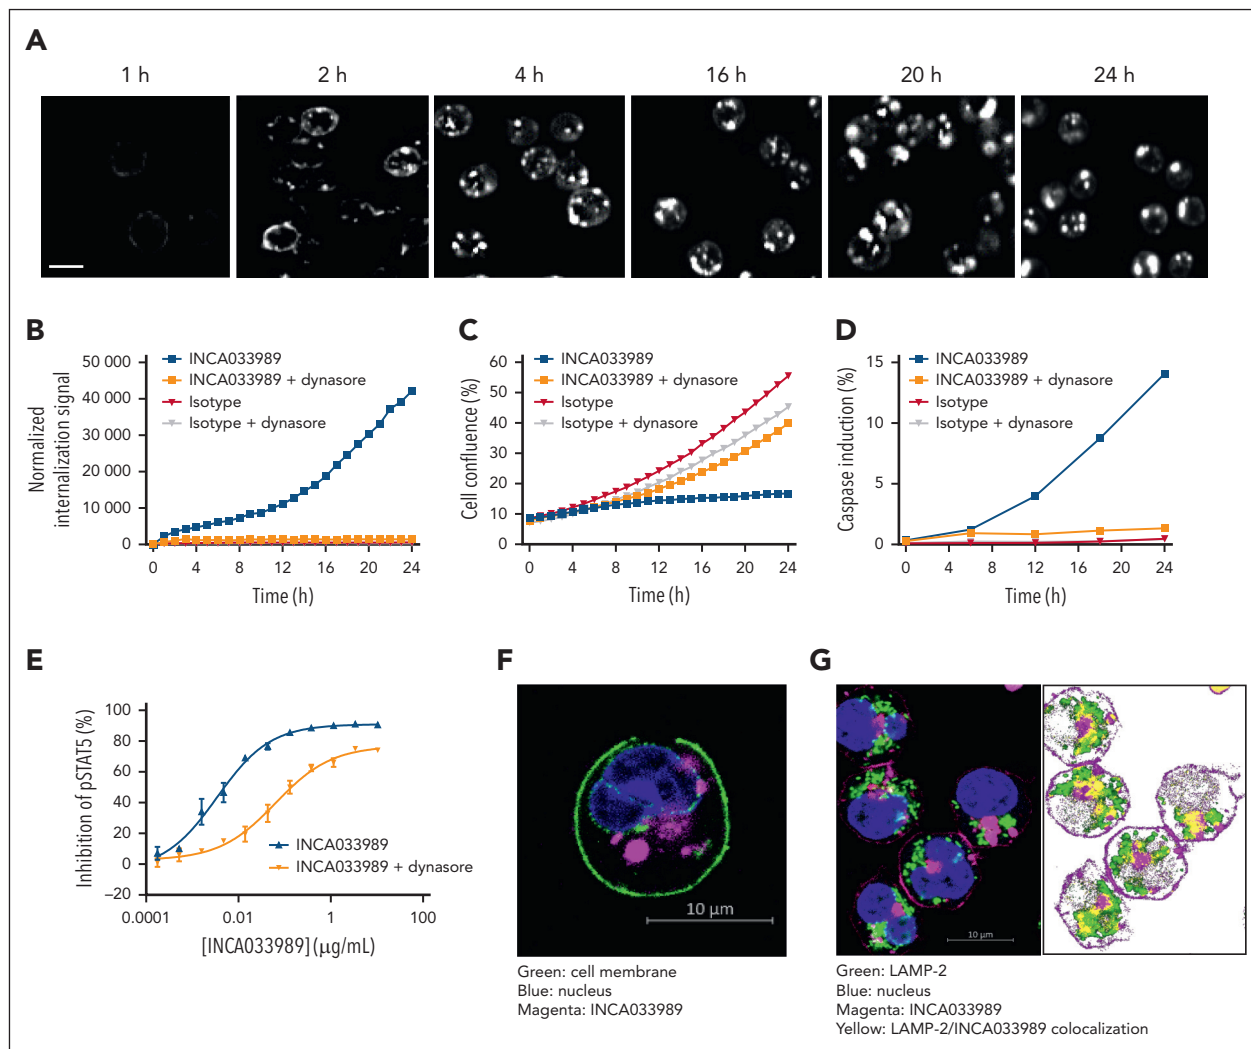 A
1 h 2 h 4 h 16 h 20 h 24 h
B
INCA033989
INCA033989 + dynasore
Isotype
Isotype + dynasore
Normalized
internalization signal
50 000
40 000
30 000
20 000
10 000
0
0 4 8 12 16 20 24
Time (h)
C
INCA033989
INCA033989 + dynasore
Isotype
Isotype + dynasore
Cell confluence (%)
60
50
40
30
20
10
0
0 4 8 12 16 20 24
Time (h)
D
INCA033989
INCA033989 + dynasore
Isotype
Isotype + dynasore
Caspase induction (%)
15
10
5
0
0 4 8 12 16 20 24
Time (h)
E
Inhibition of pSTAT5 (%)
100
80
60
40
20
0
–20
INCA033989
INCA033989 + dynasore
0.0001 0.01 1 100
[INCA033989] (μg/mL)
F
10 μm
Green: cell membrane
Blue: nucleus
Magenta: INCA033989
G
10 μm
Green: LAMP-2
Blue: nucleus
Magenta: INCA033989
Yellow: LAMP-2/INCA033989 colocalization